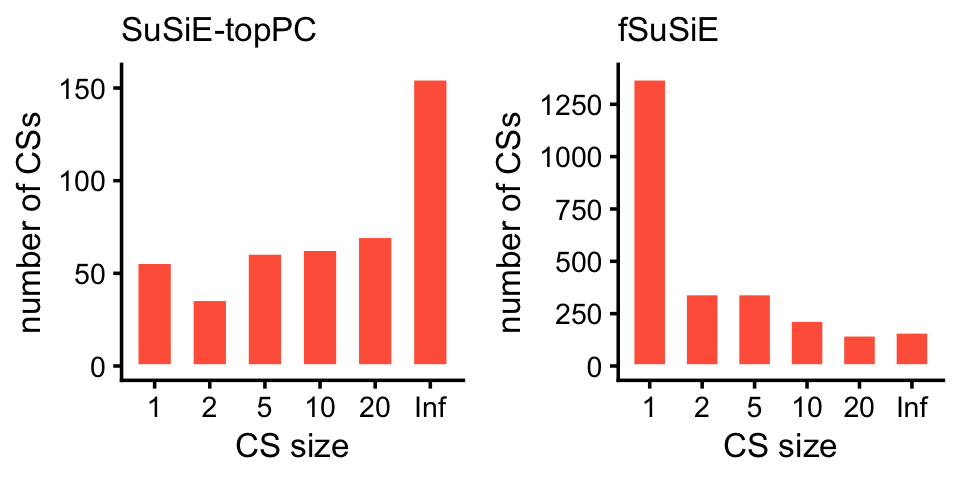 SuSiE-topPC
number of CSs
150
100
50
0
1 2 5 10 20 Inf
CS size
fSuSiE
number of CSs
1250
1000
750
500
250
0
1 2 5 10 20 Inf
CS size